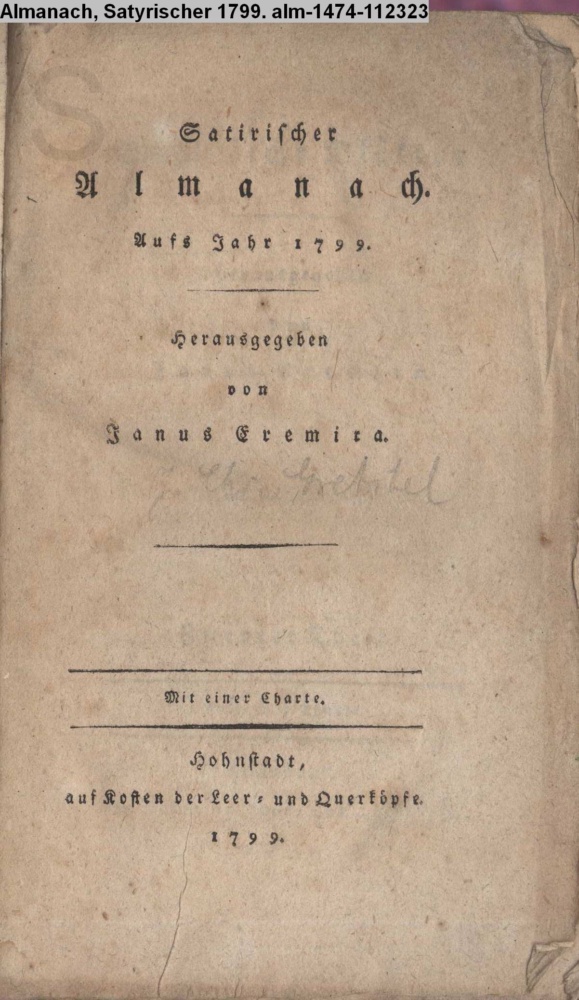 Almanach, Satyrischer 1799. alm-1474-112323
Satirischer
Almanach.
Aufs Jahr 1799.
Herausgegeben
von
Janus Eremita.
Mit einer Charte.
Hohnstadt,
auf Kosten der Leer- und Querköpfe.
1799.